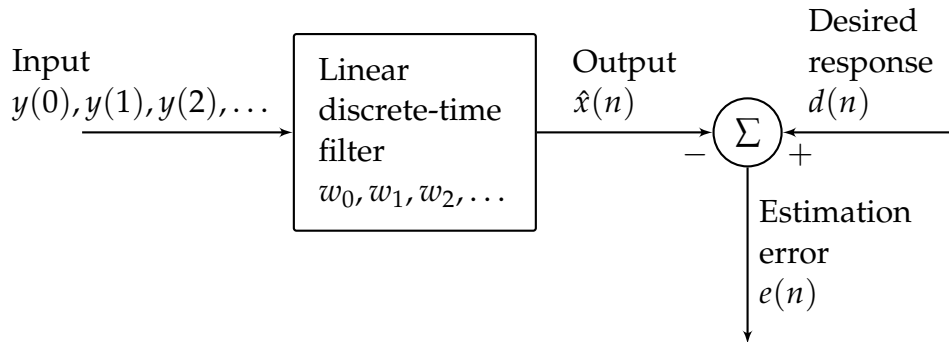 Input
y(0), y(1), y(2), ...
Linear
discrete-time
filter
w₀, w₁, w₂, ...
Output
x̂(n)
Desired
response
d(n)
Σ
− +
Estimation
error
e(n)